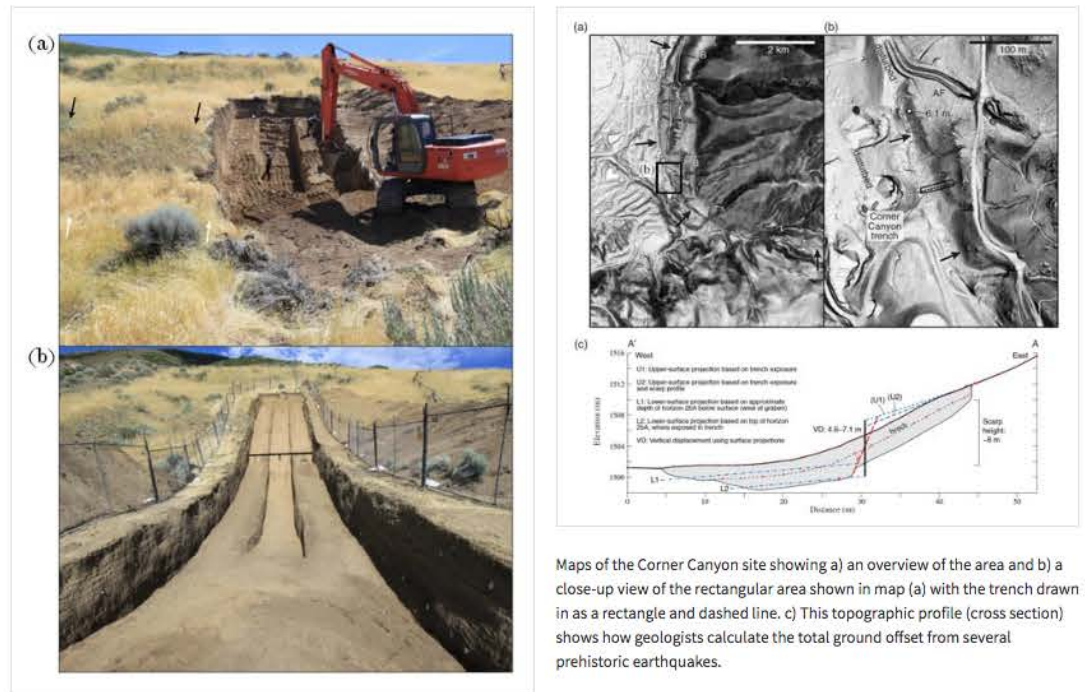 (a)
(b)
(a)
(b)
2 km
100 m
(b)
AF
6.1 m
Corner
Canyon
trench
(c)
A'
A
West
East
U1: Upper-surface projection based on trench exposure
U2: Upper-surface projection based on trench exposure
and scarp profile
L1: Lower-surface projection based on approximate
depth of horizon 2bA below surface (west of graben)
L2: Lower-surface projection based on top of horizon
2bA, where exposed in trench
VD: Vertical displacement using surface projections
(U1)
(U2)
VD: 4.6–7.1 m
trench
Scarp
height:
~8 m
L1
L2
1516
1512
1508
1504
1500
Elevation (m)
0
10
20
30
40
50
Distance (m)
Maps of the Corner Canyon site showing a) an overview of the area and b) a
close-up view of the rectangular area shown in map (a) with the trench drawn
in as a rectangle and dashed line. c) This topographic profile (cross section)
shows how geologists calculate the total ground offset from several
prehistoric earthquakes.